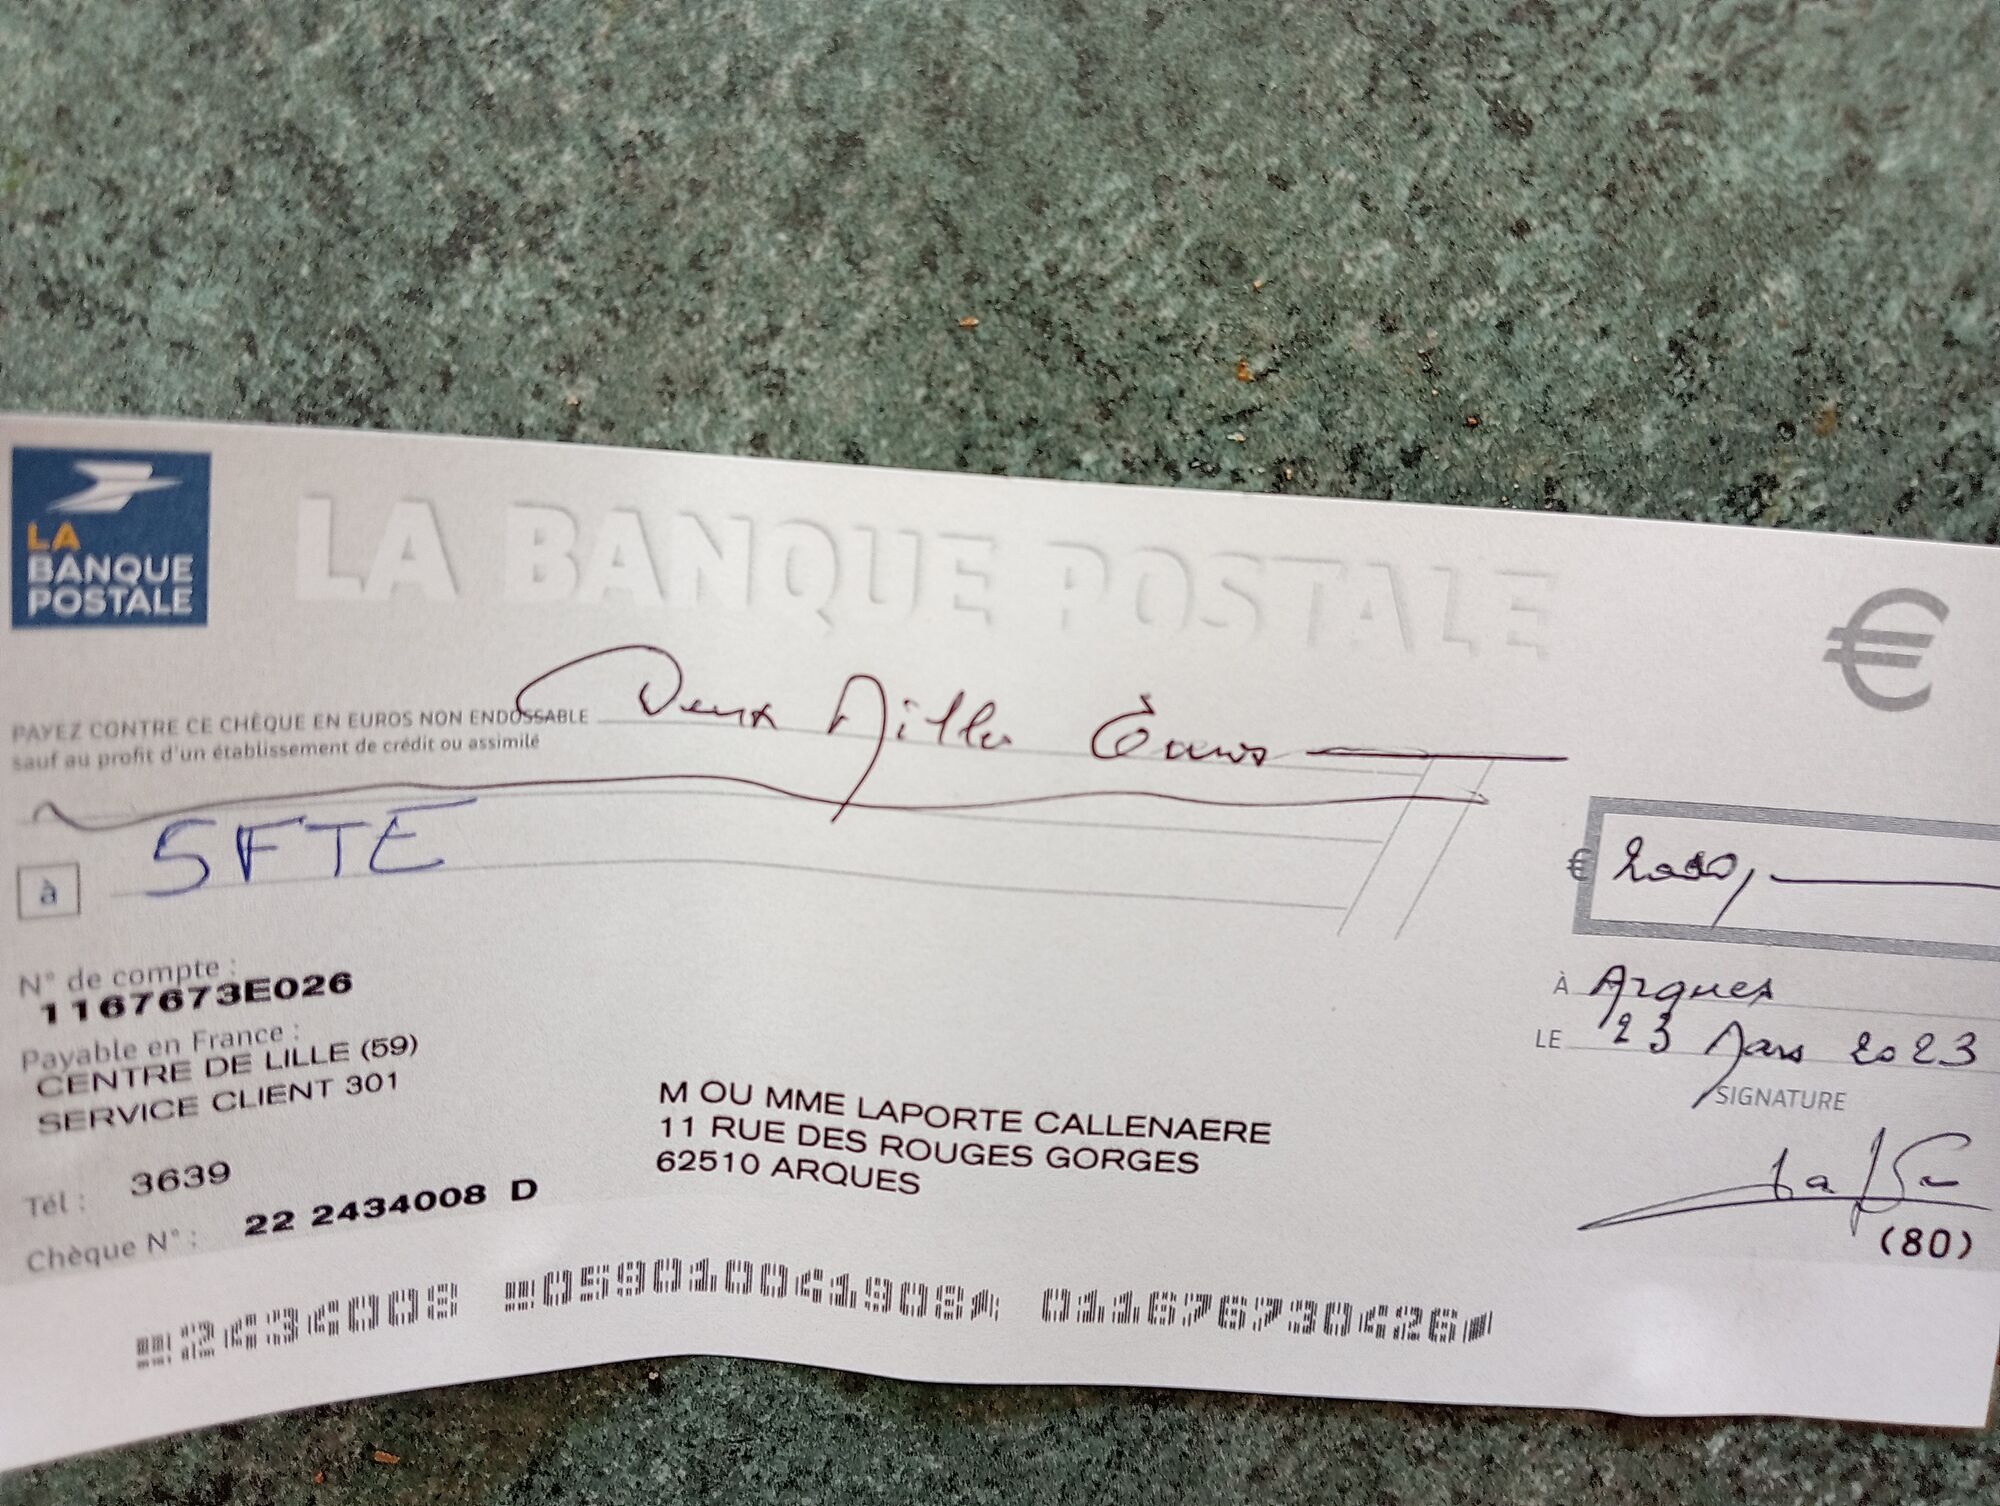 LA
BANQUE
POSTALE
LA BANQUE POSTALE
€
PAYEZ CONTRE CE CHÈQUE EN EUROS NON ENDOSSABLE Deux Mille Euros
sauf au profit d'un établissement de crédit ou assimilé
à SFTE
€ 2000,
N° de compte :
1167673E026
Payable en France :
CENTRE DE LILLE (59)
SERVICE CLIENT 301
Tél : 3639
Chèque N° : 22 2434008 D
M OU MME LAPORTE CALLENAERE
11 RUE DES ROUGES GORGES
62510 ARQUES
À Arques
LE 23 Mars 2023
SIGNATURE
(80)
2434008 059010041908 011676730426